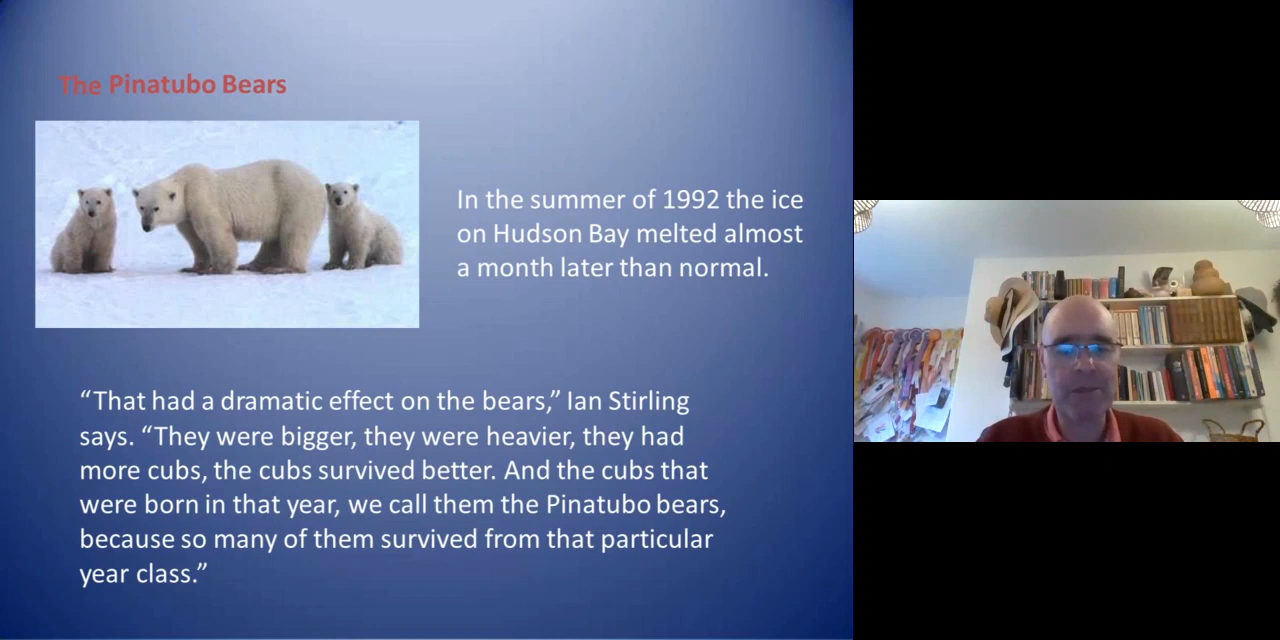 The Pinatubo Bears
In the summer of 1992 the ice
on Hudson Bay melted almost
a month later than normal.
“That had a dramatic effect on the bears,” Ian Stirling
says. “They were bigger, they were heavier, they had
more cubs, the cubs survived better. And the cubs that
were born in that year, we call them the Pinatubo bears,
because so many of them survived from that particular
year class.”